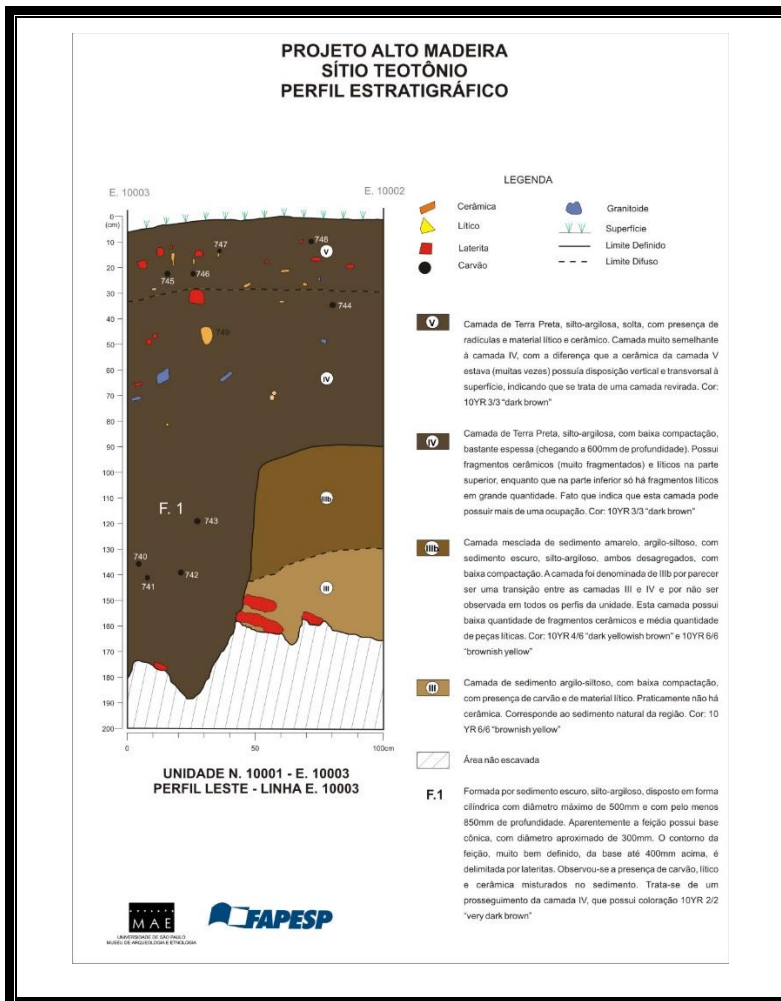 PROJETO ALTO MADEIRA
SÍTIO TEOTÔNIO
PERFIL ESTRATIGRÁFICO
E. 10003
E. 10002
0
(cm)
10
20
30
40
50
60
70
80
90
100
110
120
130
140
150
160
170
180
190
200
747
748
V
745
746
744
749
IV
IIIb
F. 1
743
740
741
742
III
0
50
100cm
UNIDADE N. 10001 - E. 10003
PERFIL LESTE - LINHA E. 10003
LEGENDA
Cerâmica
Lítico
Laterita
Carvão
Granitoide
Superfície
Limite Definido
Limite Difuso
V
Camada de Terra Preta, silto-argilosa, solta, com presença de
radículas e material lítico e cerâmico. Camada muito semelhante
à camada IV, com a diferença que a cerâmica da camada V
estava (muitas vezes) possuía disposição vertical e transversal à
superfície, indicando que se trata de uma camada revirada. Cor:
10YR 3/3 “dark brown”
IV
Camada de Terra Preta, silto-argilosa, com baixa compactação,
bastante espessa (chegando a 600mm de profundidade). Possui
fragmentos cerâmicos (muito fragmentados) e líticos na parte
superior, enquanto que na parte inferior só há fragmentos líticos
em grande quantidade. Fato que indica que esta camada pode
possuir mais de uma ocupação. Cor: 10YR 3/3 “dark brown”
IIIb
Camada mesclada de sedimento amarelo, argilo-siltoso, com
sedimento escuro, silto-argiloso, ambos desagregados, com
baixa compactação. A camada foi denominada de IIIb por parecer
ser uma transição entre as camadas III e IV e por não ser
observada em todos os perfis da unidade. Esta camada possui
baixa quantidade de fragmentos cerâmicos e média quantidade
de peças líticas. Cor: 10YR 4/6 “dark yellowish brown” e 10YR 6/6
“brownish yellow”
III
Camada de sedimento argilo-siltoso, com baixa compactação,
com presença de carvão e de material lítico. Praticamente não há
cerâmica. Corresponde ao sedimento natural da região. Cor: 10
YR 6/6 “brownish yellow”
Área não escavada
F.1
Formada por sedimento escuro, silto-argiloso, disposto em forma
cilíndrica com diâmetro máximo de 500mm e com pelo menos
850mm de profundidade. Aparentemente a feição possui base
cônica, com diâmetro aproximado de 300mm. O contorno da
feição, muito bem definido, da base até 400mm acima, é
delimitada por lateritas. Observou-se a presença de carvão, lítico
e cerâmica misturados no sedimento. Trata-se de um
prosseguimento da camada IV, que possui coloração 10YR 2/2
“very dark brown”
MAE
UNIVERSIDADE DE SÃO PAULO
MUSEU DE ARQUEOLOGIA E ETNOLOGIA
FAPESP